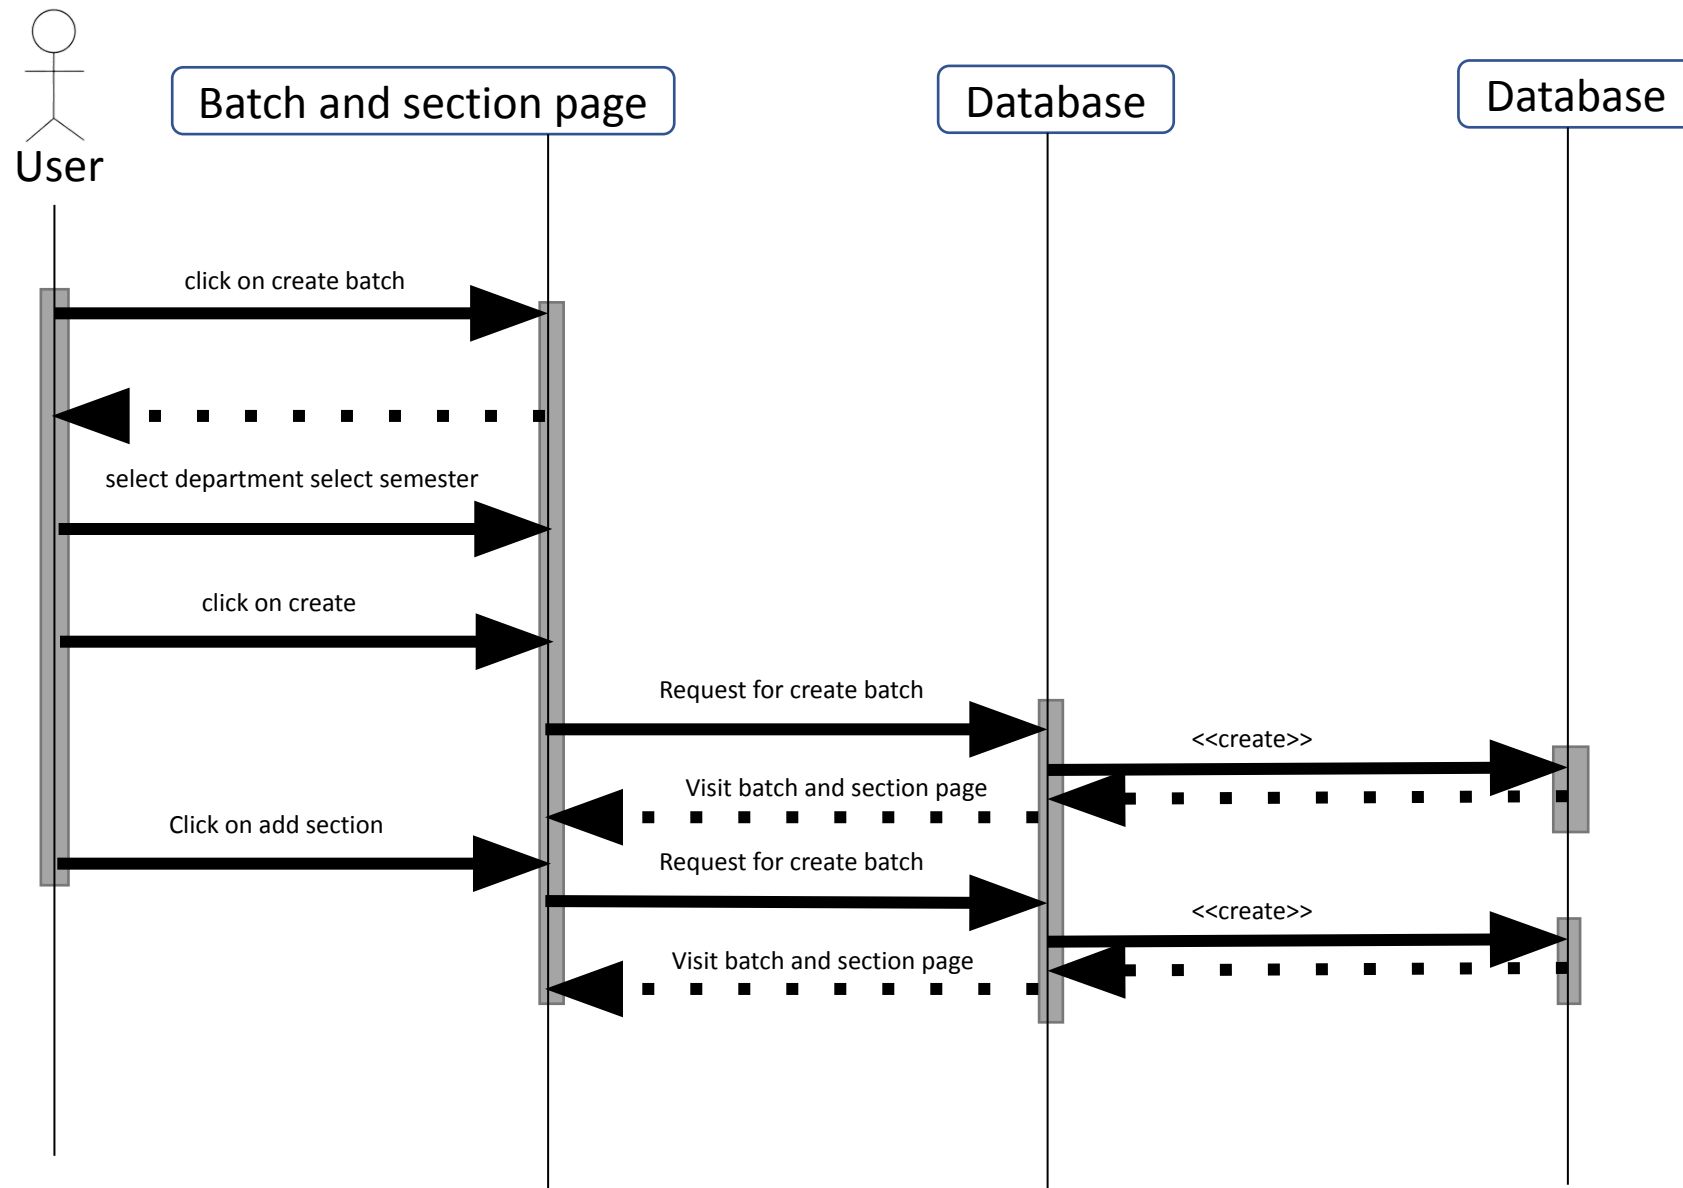 User
Batch and section page
Database
Database
click on create batch
select department select semester
click on create
Request for create batch
<<create>>
Visit batch and section page
Click on add section
Request for create batch
<<create>>
Visit batch and section page